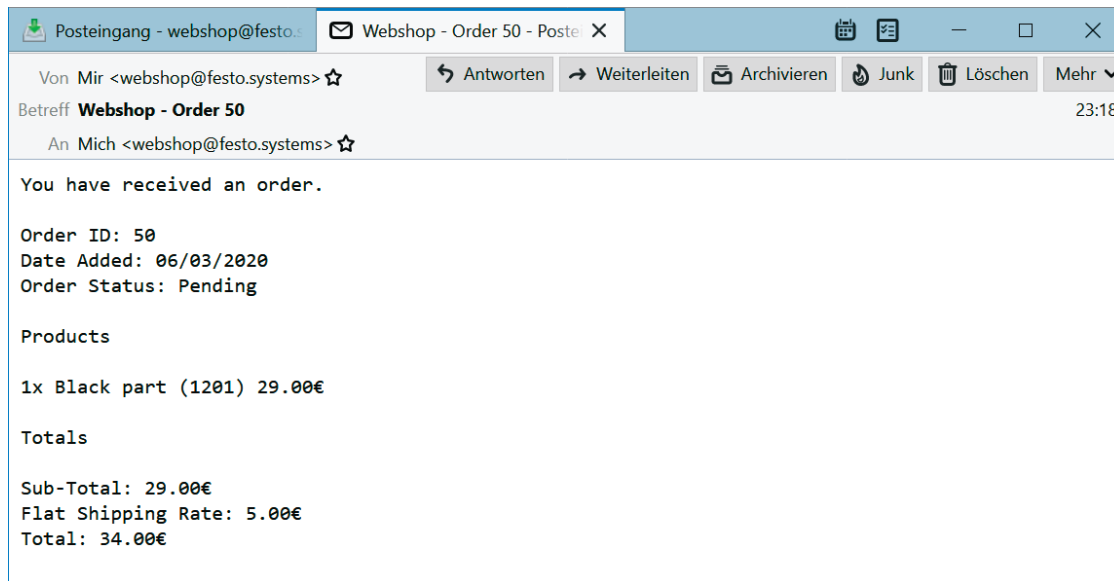 Posteingang - webshop@festo.s Webshop - Order 50 - Poste
Von Mir <webshop@festo.systems> Antworten Weiterleiten Archivieren Junk Löschen Mehr
Betreff Webshop - Order 50 23:18
An Mich <webshop@festo.systems>
You have received an order.
Order ID: 50
Date Added: 06/03/2020
Order Status: Pending
Products
1x Black part (1201) 29.00€
Totals
Sub-Total: 29.00€
Flat Shipping Rate: 5.00€
Total: 34.00€